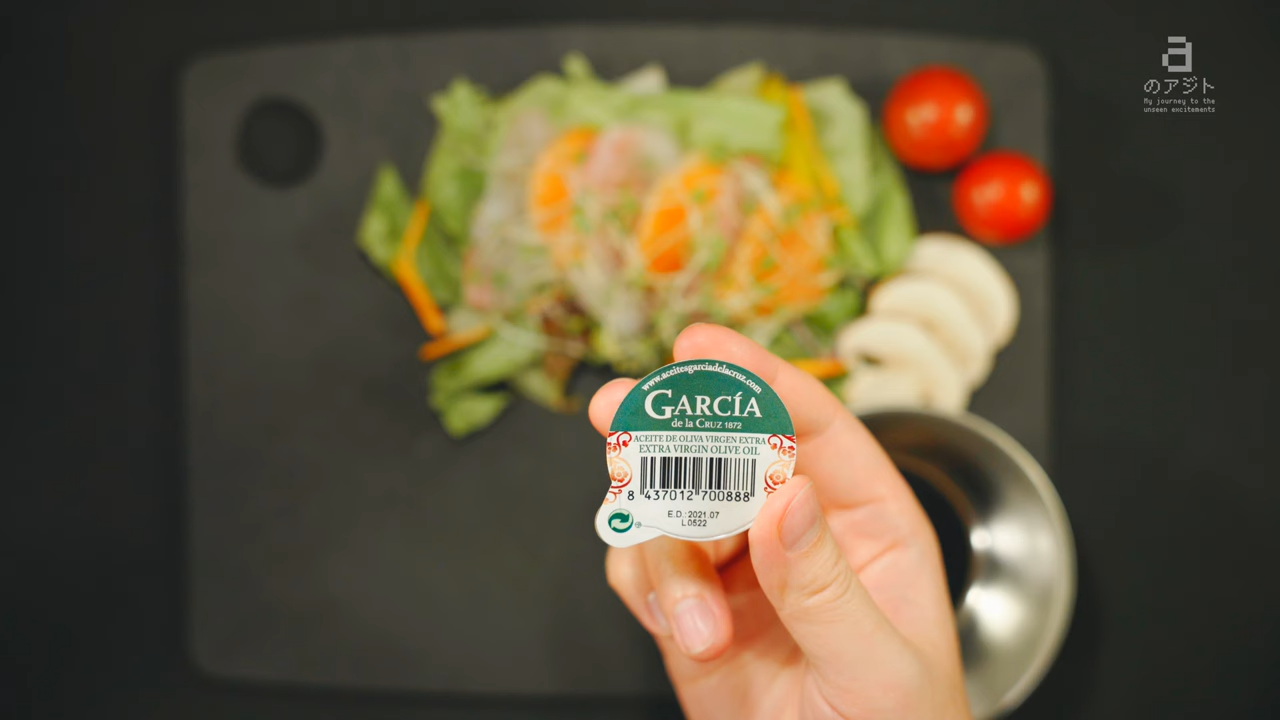 a
のアジト
My journey to the
unseen excitements
www.aceitesgarciadelacruz.com
GARCÍA
de la CRUZ 1872
ACEITE DE OLIVA VIRGEN EXTRA
EXTRA VIRGIN OLIVE OIL
8 437012 700888
E.D.: 2021.07
L0522